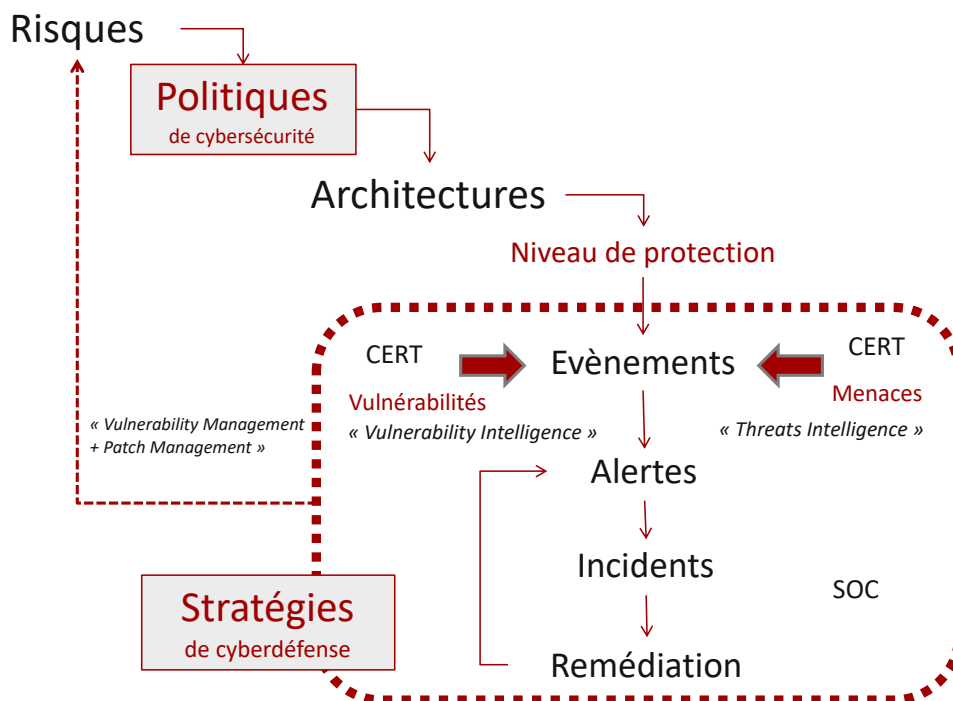 Risques
Politiques
de cybersécurité
Architectures
Niveau de protection
CERT
Evènements
CERT
Vulnérabilités
Menaces
« Vulnerability Management
+ Patch Management »
« Vulnerability Intelligence »
« Threats Intelligence »
Alertes
Incidents
SOC
Stratégies
de cyberdéfense
Remédiation